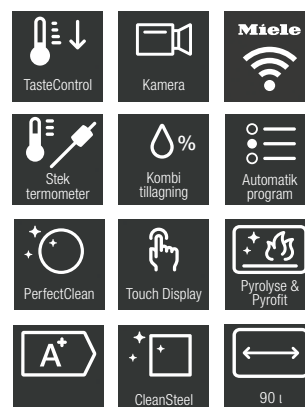 Miele
TasteControl
Kamera
Stek
termometer
%
Kombi
tillagning
Automatik
program
PerfectClean
Touch Display
Pyrolyse &
Pyrofit
A+
CleanSteel
90 l